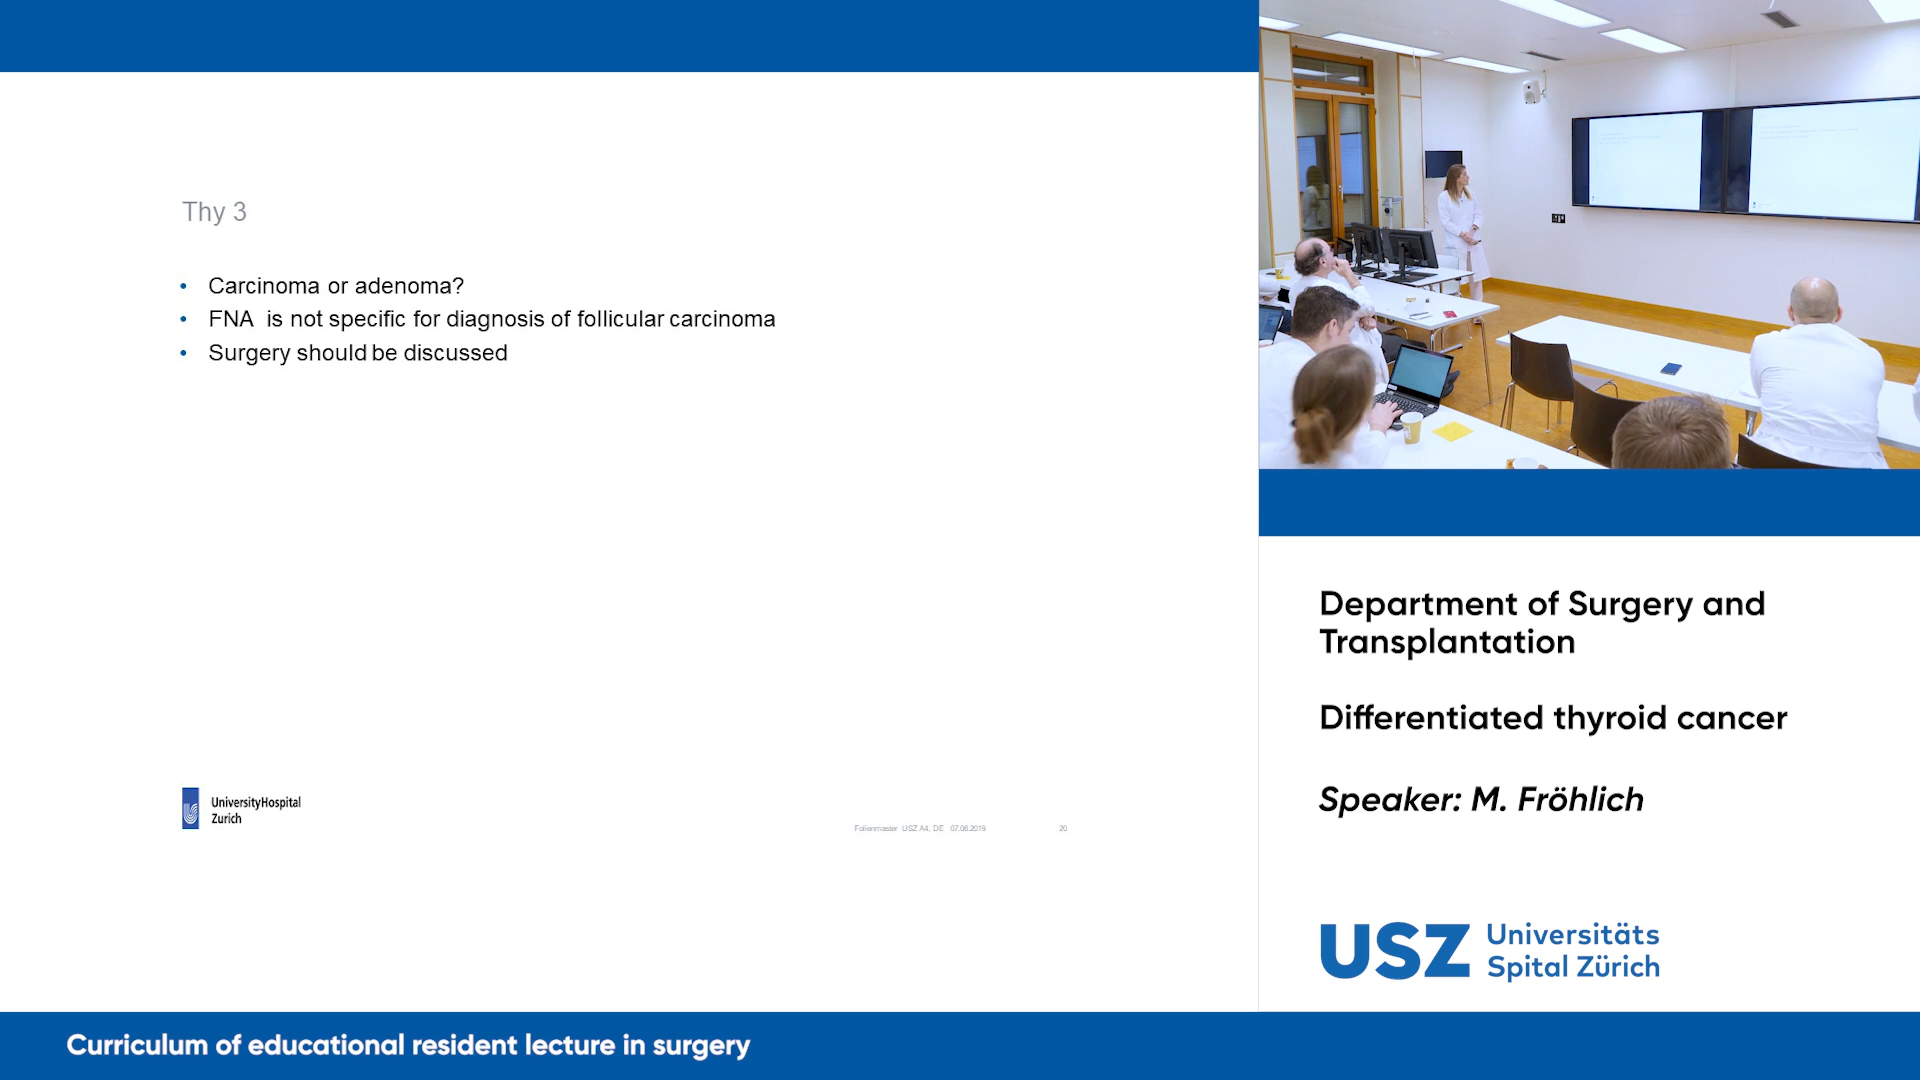 Thy 3
• Carcinoma or adenoma?
• FNA is not specific for diagnosis of follicular carcinoma
• Surgery should be discussed
UniversityHospital
Zurich
Folienmaster USZ A4, DE 07.06.2019 20
Department of Surgery and
Transplantation
Differentiated thyroid cancer
Speaker: M. Fröhlich
USZ Universitäts
Spital Zürich
Curriculum of educational resident lecture in surgery